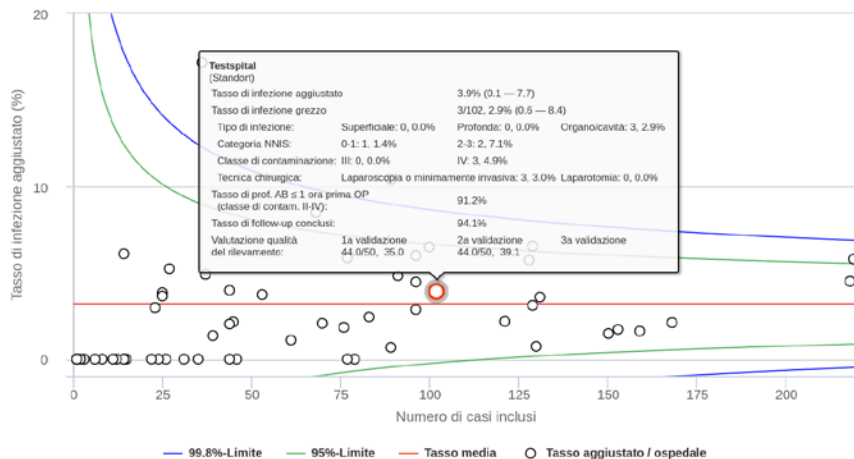 Tasso di infezione aggiustato (%)
20
10
0
Testspital
(Standort)
Tasso di infezione aggiustato 3.9% (0.1 — 7.7)
Tasso di infezione grezzo 3/102, 2.9% (0.6 — 8.4)
Tipo di infezione: Superficiale: 0, 0.0% Profonda: 0, 0.0% Organo/cavità: 3, 2.9%
Categoria NNIS: 0-1: 1, 1.4% 2-3: 2, 7.1%
Classe di contaminazione: III: 0, 0.0% IV: 3, 4.9%
Tecnica chirurgica: Laparoscopia o minimamente invasiva: 3, 3.0% Laparotomia: 0, 0.0%
Tasso di prof. AB ≤ 1 ora prima OP
(classe di contam. II-IV): 91.2%
Tasso di follow-up conclusi: 94.1%
Valutazione qualità 1a validazione 2a validazione 3a validazione
del rilevamento: 44.0/50, 35.0 44.0/50, 39.1
0 25 50 75 100 125 150 175 200
Numero di casi inclusi
99.8%-Limite 95%-Limite Tasso media Tasso aggiustato / ospedale